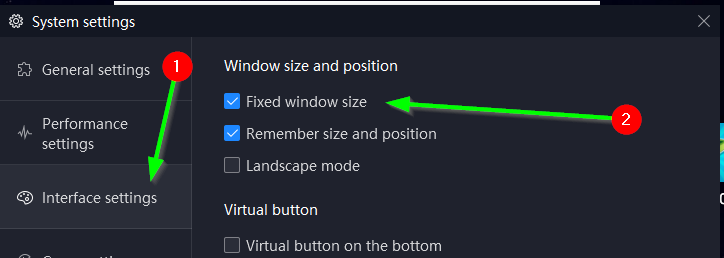 System settings
General settings
1
Performance
settings
Interface settings
Window size and position
Fixed window size
2
Remember size and position
Landscape mode
Virtual button
Virtual button on the bottom